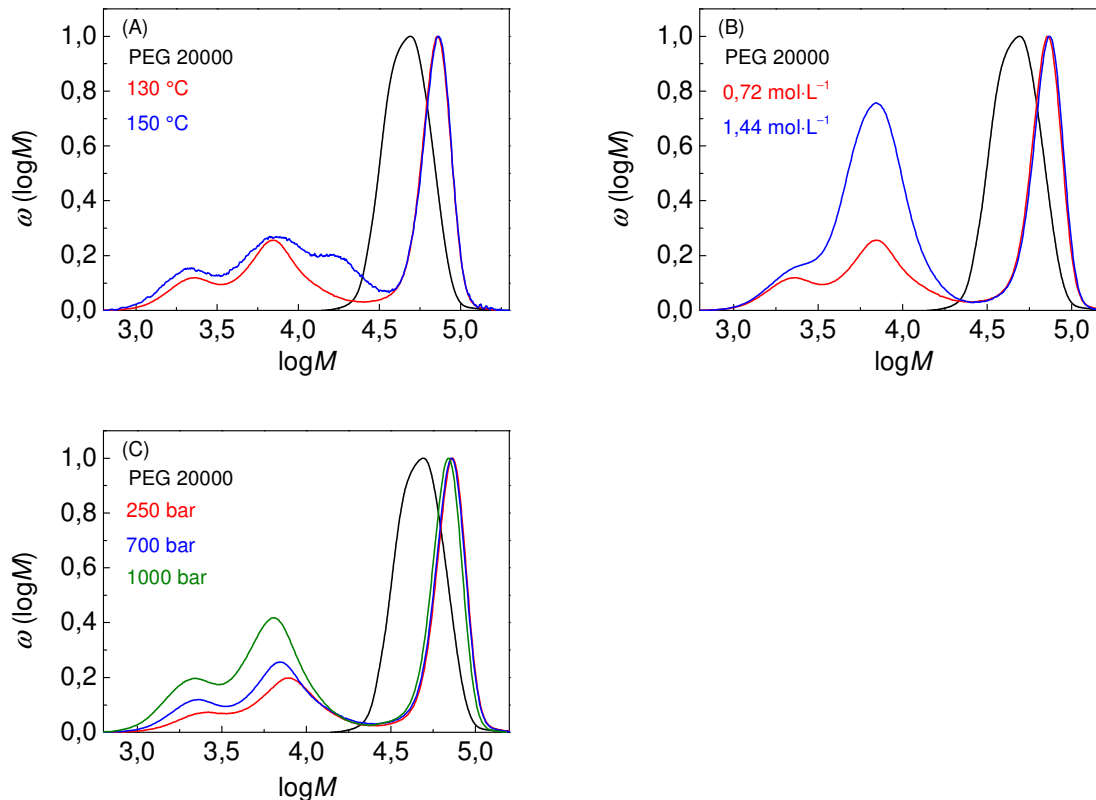 (A)
PEG 20000
130 °C
150 °C
1,0
0,8
0,6
0,4
0,2
0,0
ω (logM)
3,0 3,5 4,0 4,5 5,0
logM
(B)
PEG 20000
0,72 mol·L⁻¹
1,44 mol·L⁻¹
1,0
0,8
0,6
0,4
0,2
0,0
ω (logM)
3,0 3,5 4,0 4,5 5,0
logM
(C)
PEG 20000
250 bar
700 bar
1000 bar
1,0
0,8
0,6
0,4
0,2
0,0
ω (logM)
3,0 3,5 4,0 4,5 5,0
logM